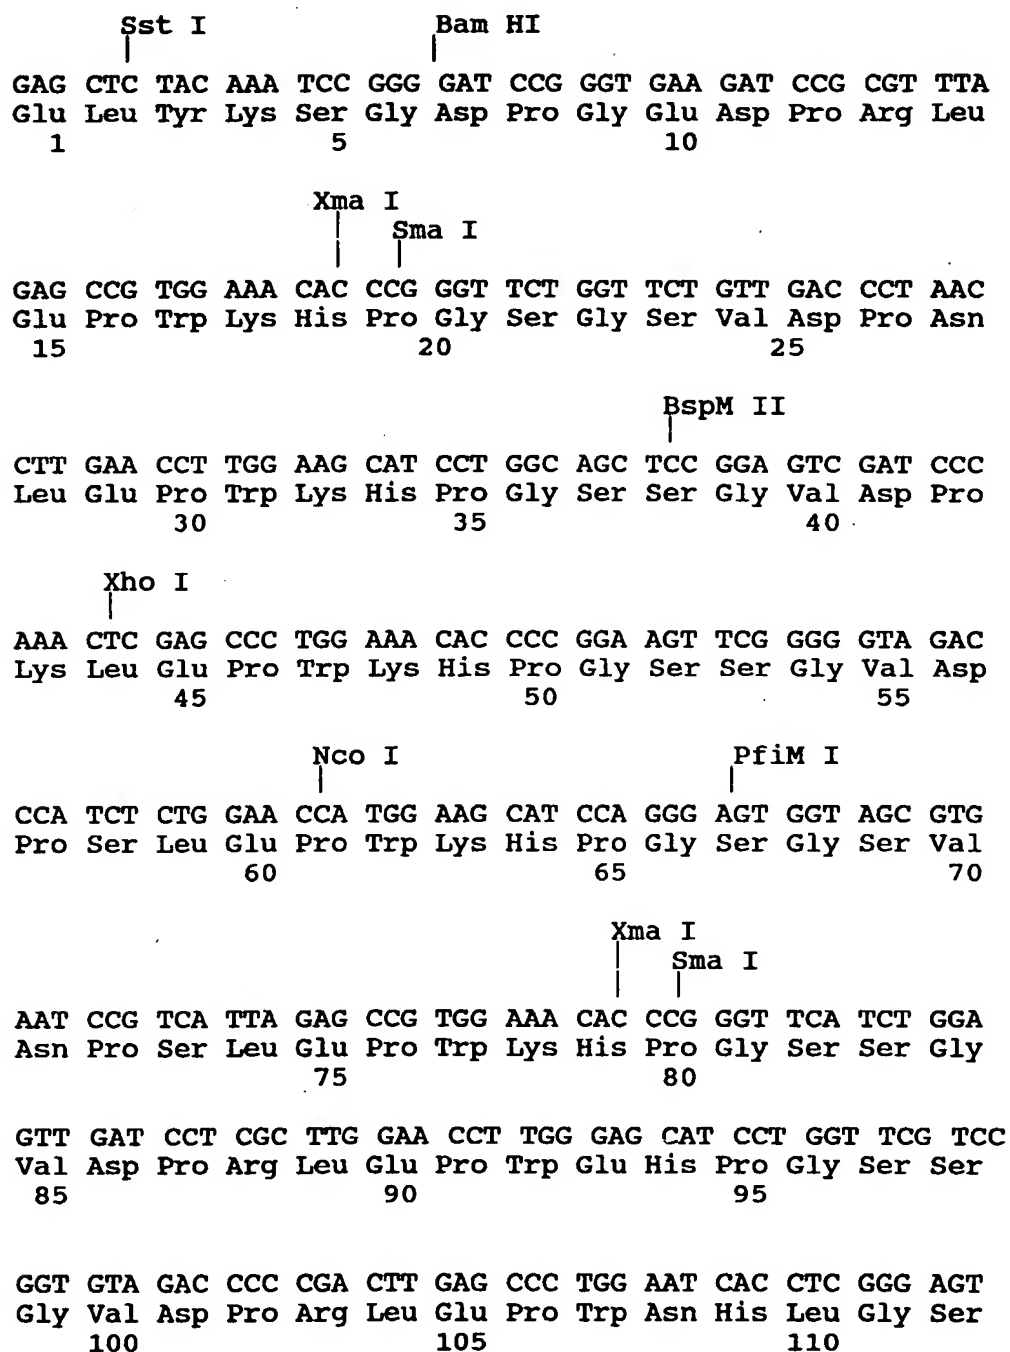 Sst I Bam HI
GAG CTC TAC AAA TCC GGG GAT CCG GGT GAA GAT CCG CGT TTA
Glu Leu Tyr Lys Ser Gly Asp Pro Gly Glu Asp Pro Arg Leu
1 5 10
Xma I
Sma I
GAG CCG TGG AAA CAC CCG GGT TCT GGT TCT GTT GAC CCT AAC
Glu Pro Trp Lys His Pro Gly Ser Gly Ser Val Asp Pro Asn
15 20 25
BspM II
CTT GAA CCT TGG AAG CAT CCT GGC AGC TCC GGA GTC GAT CCC
Leu Glu Pro Trp Lys His Pro Gly Ser Ser Gly Val Asp Pro
30 35 40
Xho I
AAA CTC GAG CCC TGG AAA CAC CCC GGA AGT TCG GGG GTA GAC
Lys Leu Glu Pro Trp Lys His Pro Gly Ser Ser Gly Val Asp
45 50 55
Nco I PfiM I
CCA TCT CTG GAA CCA TGG AAG CAT CCA GGG AGT GGT AGC GTG
Pro Ser Leu Glu Pro Trp Lys His Pro Gly Ser Gly Ser Val
60 65 70
Xma I
Sma I
AAT CCG TCA TTA GAG CCG TGG AAA CAC CCG GGT TCA TCT GGA
Asn Pro Ser Leu Glu Pro Trp Lys His Pro Gly Ser Ser Gly
75 80
GTT GAT CCT CGC TTG GAA CCT TGG GAG CAT CCT GGT TCG TCC
Val Asp Pro Arg Leu Glu Pro Trp Glu His Pro Gly Ser Ser
85 90 95
GGT GTA GAC CCC CGA CTT GAG CCC TGG AAT CAC CTC GGG AGT
Gly Val Asp Pro Arg Leu Glu Pro Trp Asn His Leu Gly Ser
100 105 110